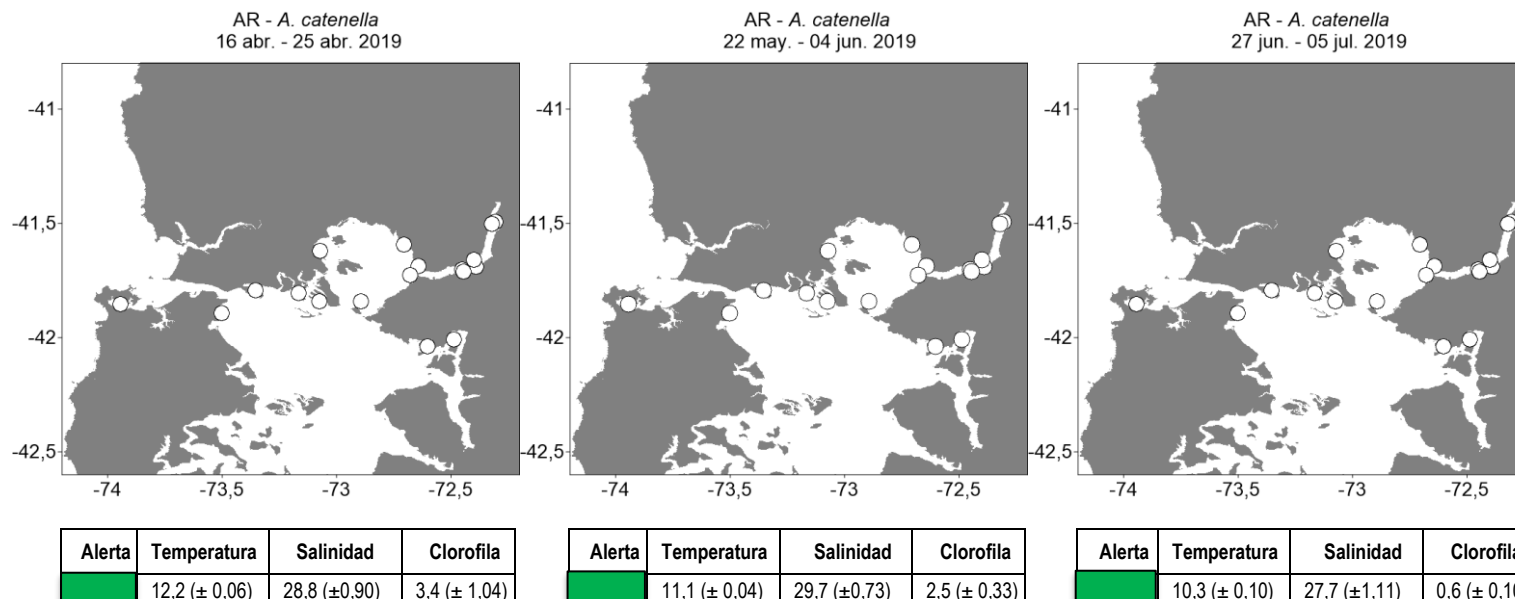 AR - A. catenella
16 abr. - 25 abr. 2019
-41
-41,5
-42
-42,5
-74
-73,5
-73
-72,5
Alerta Temperatura Salinidad Clorofila
12,2 (± 0,06) 28,8 (±0,90) 3,4 (± 1,04)
AR - A. catenella
22 may. - 04 jun. 2019
-41
-41,5
-42
-42,5
-74
-73,5
-73
-72,5
Alerta Temperatura Salinidad Clorofila
11,1 (± 0,04) 29,7 (±0,73) 2,5 (± 0,33)
AR - A. catenella
27 jun. - 05 jul. 2019
-41
-41,5
-42
-42,5
-74
-73,5
-73
-72,5
Alerta Temperatura Salinidad Clorofila
10,3 (± 0,10) 27,7 (±1,11) 0,6 (± 0,10